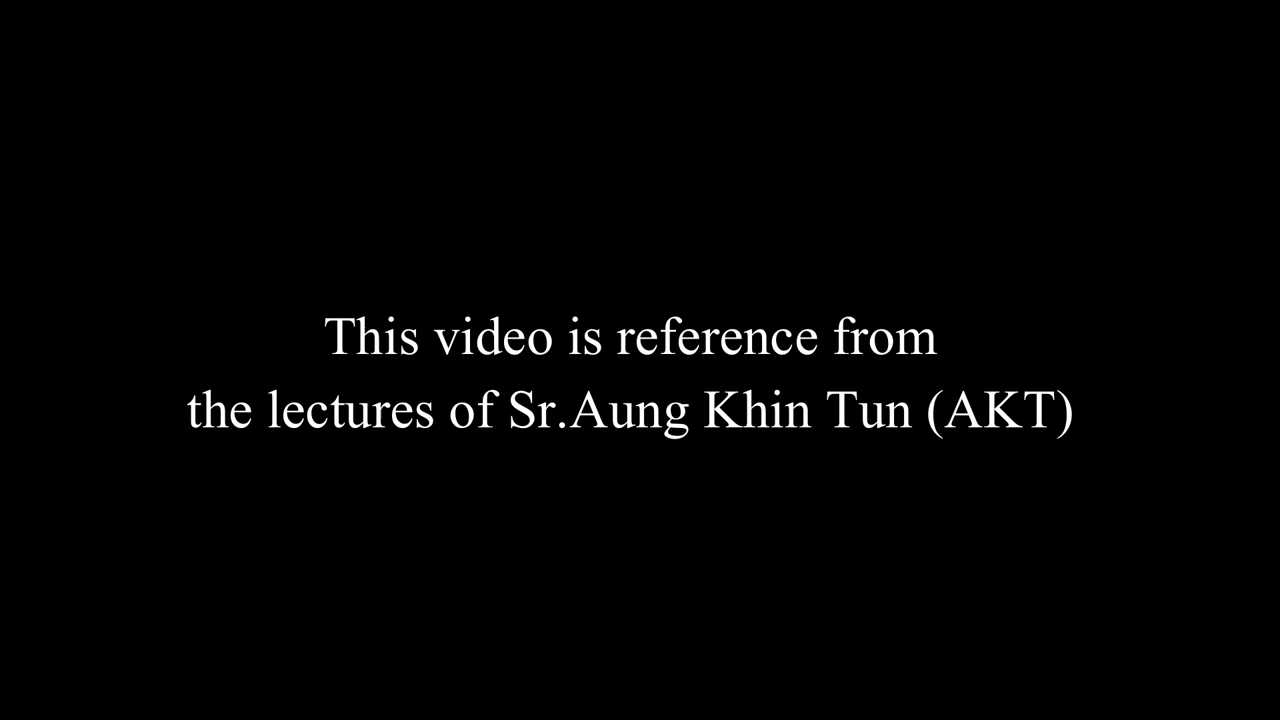 This video is reference from
the lectures of Sr.Aung Khin Tun (AKT)